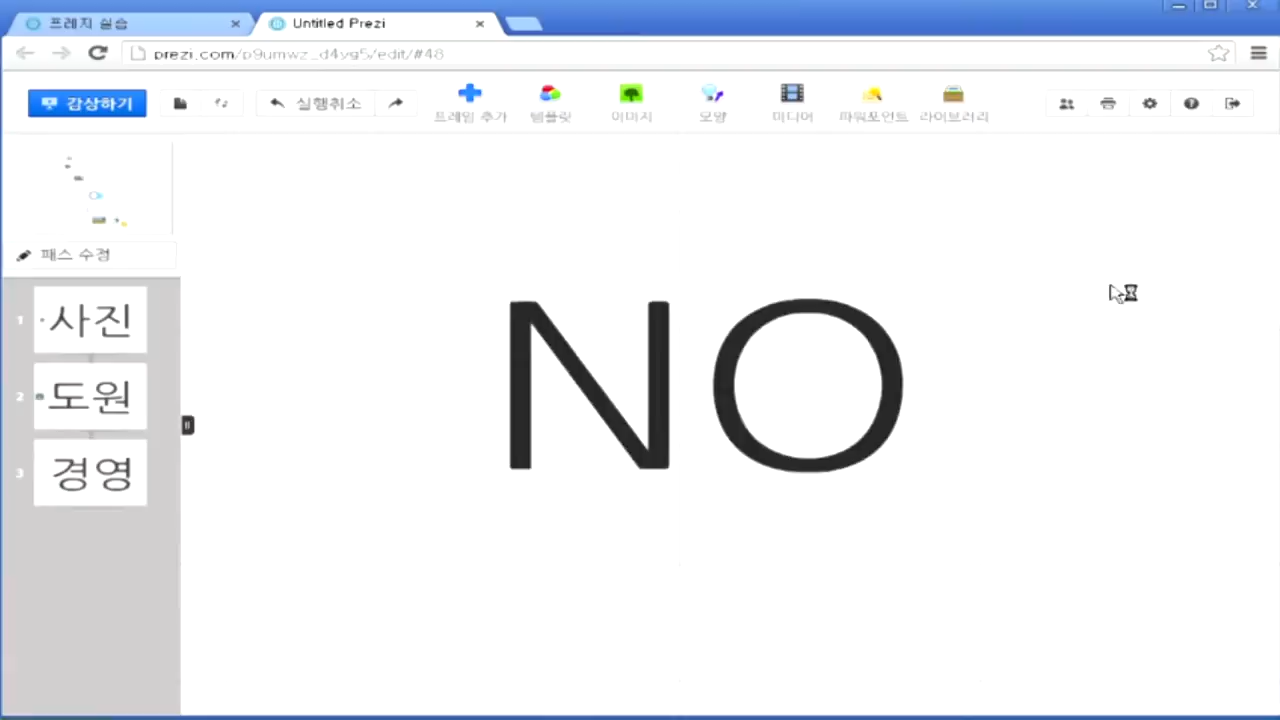 프레지 실습
Untitled Prezi
prezi.com/p9umwz_d4yg5/edit/#48
감상하기
실행취소
프레임 추가
템플릿
이미지
모양
미디어
파워포인트
라이브러리
패스 수정
1
사진
2
도원
3
경영
NO